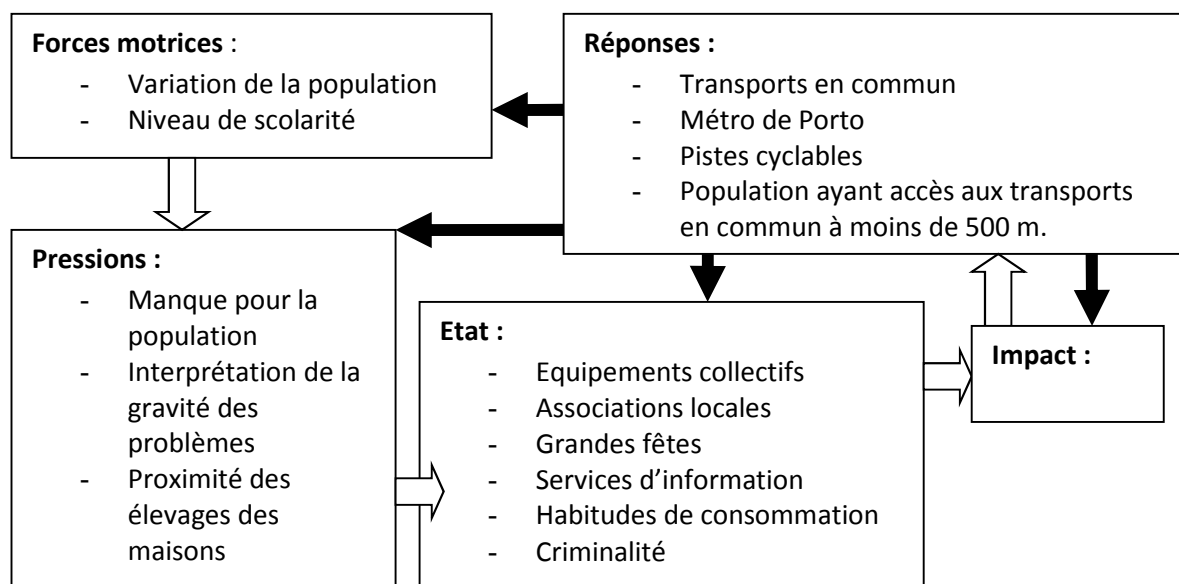 Forces motrices :
- Variation de la population
- Niveau de scolarité
Réponses :
- Transports en commun
- Métro de Porto
- Pistes cyclables
- Population ayant accès aux transports
en commun à moins de 500 m.
Pressions :
- Manque pour la
population
- Interprétation de la
gravité des
problèmes
- Proximité des
élevages des
maisons
Etat :
- Equipements collectifs
- Associations locales
- Grandes fêtes
- Services d’information
- Habitudes de consommation
- Criminalité
Impact :